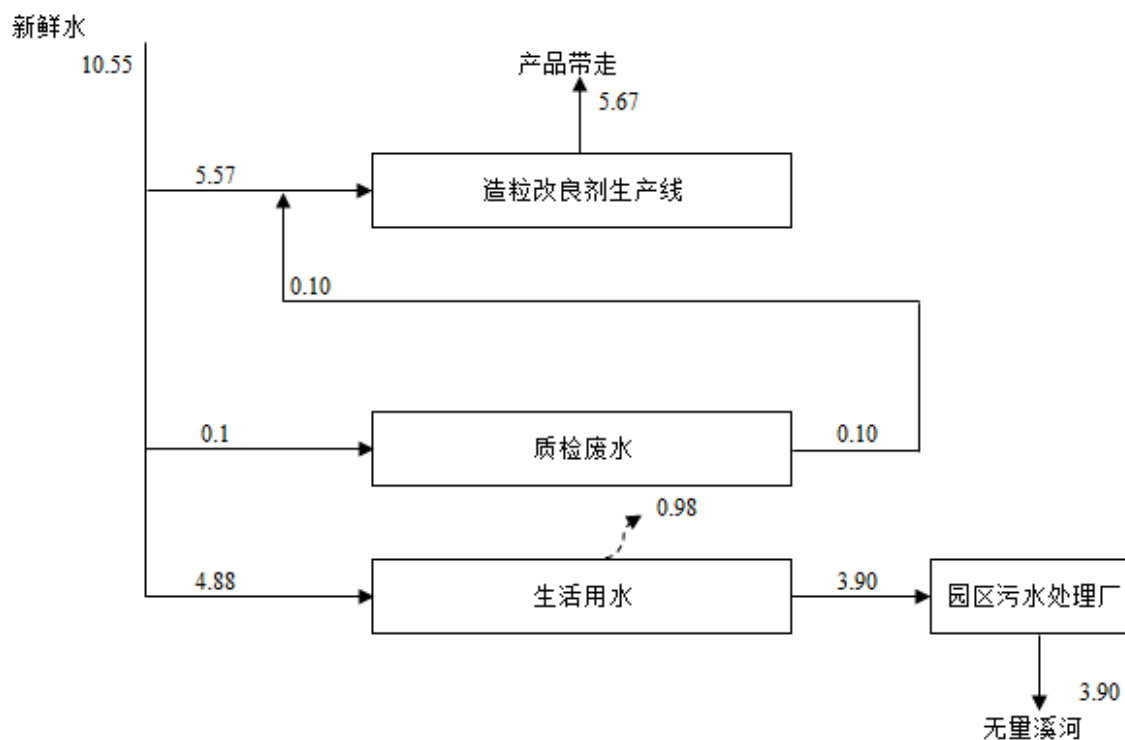 新鲜水
10.55
产品带走
5.67
5.57
造粒改良剂生产线
0.10
0.1
质检废水
0.10
0.98
4.88
生活用水
3.90
园区污水处理厂
3.90
无量溪河